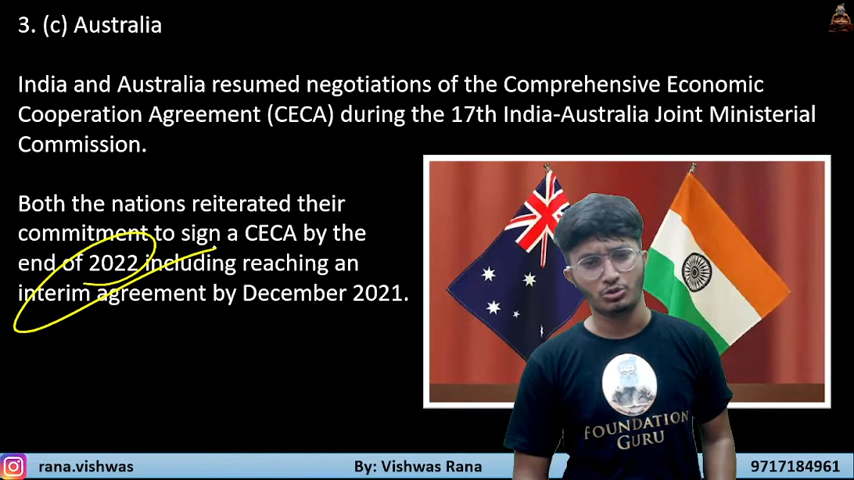 3. (c) Australia
India and Australia resumed negotiations of the Comprehensive Economic
Cooperation Agreement (CECA) during the 17th India-Australia Joint Ministerial
Commission.
Both the nations reiterated their
commitment to sign a CECA by the
end of 2022 including reaching an
interim agreement by December 2021.
FOUNDATION
GURU
rana.vishwas
By: Vishwas Rana
9717184961